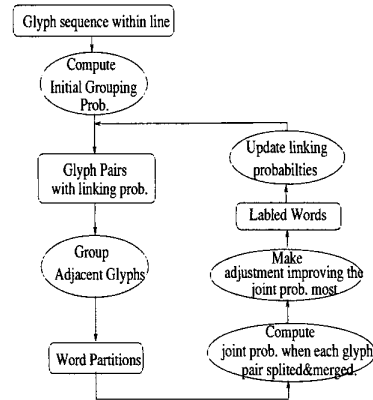 Glyph sequence within line
Compute
Initial Grouping
Prob.
Glyph Pairs
with linking prob.
Group
Adjacent Glyphs
Word Partitions
Compute
joint prob. when each glyph
pair splited&merged.
Make
adjustment improving the
joint prob. most
Labled Words
Update linking
probabilties